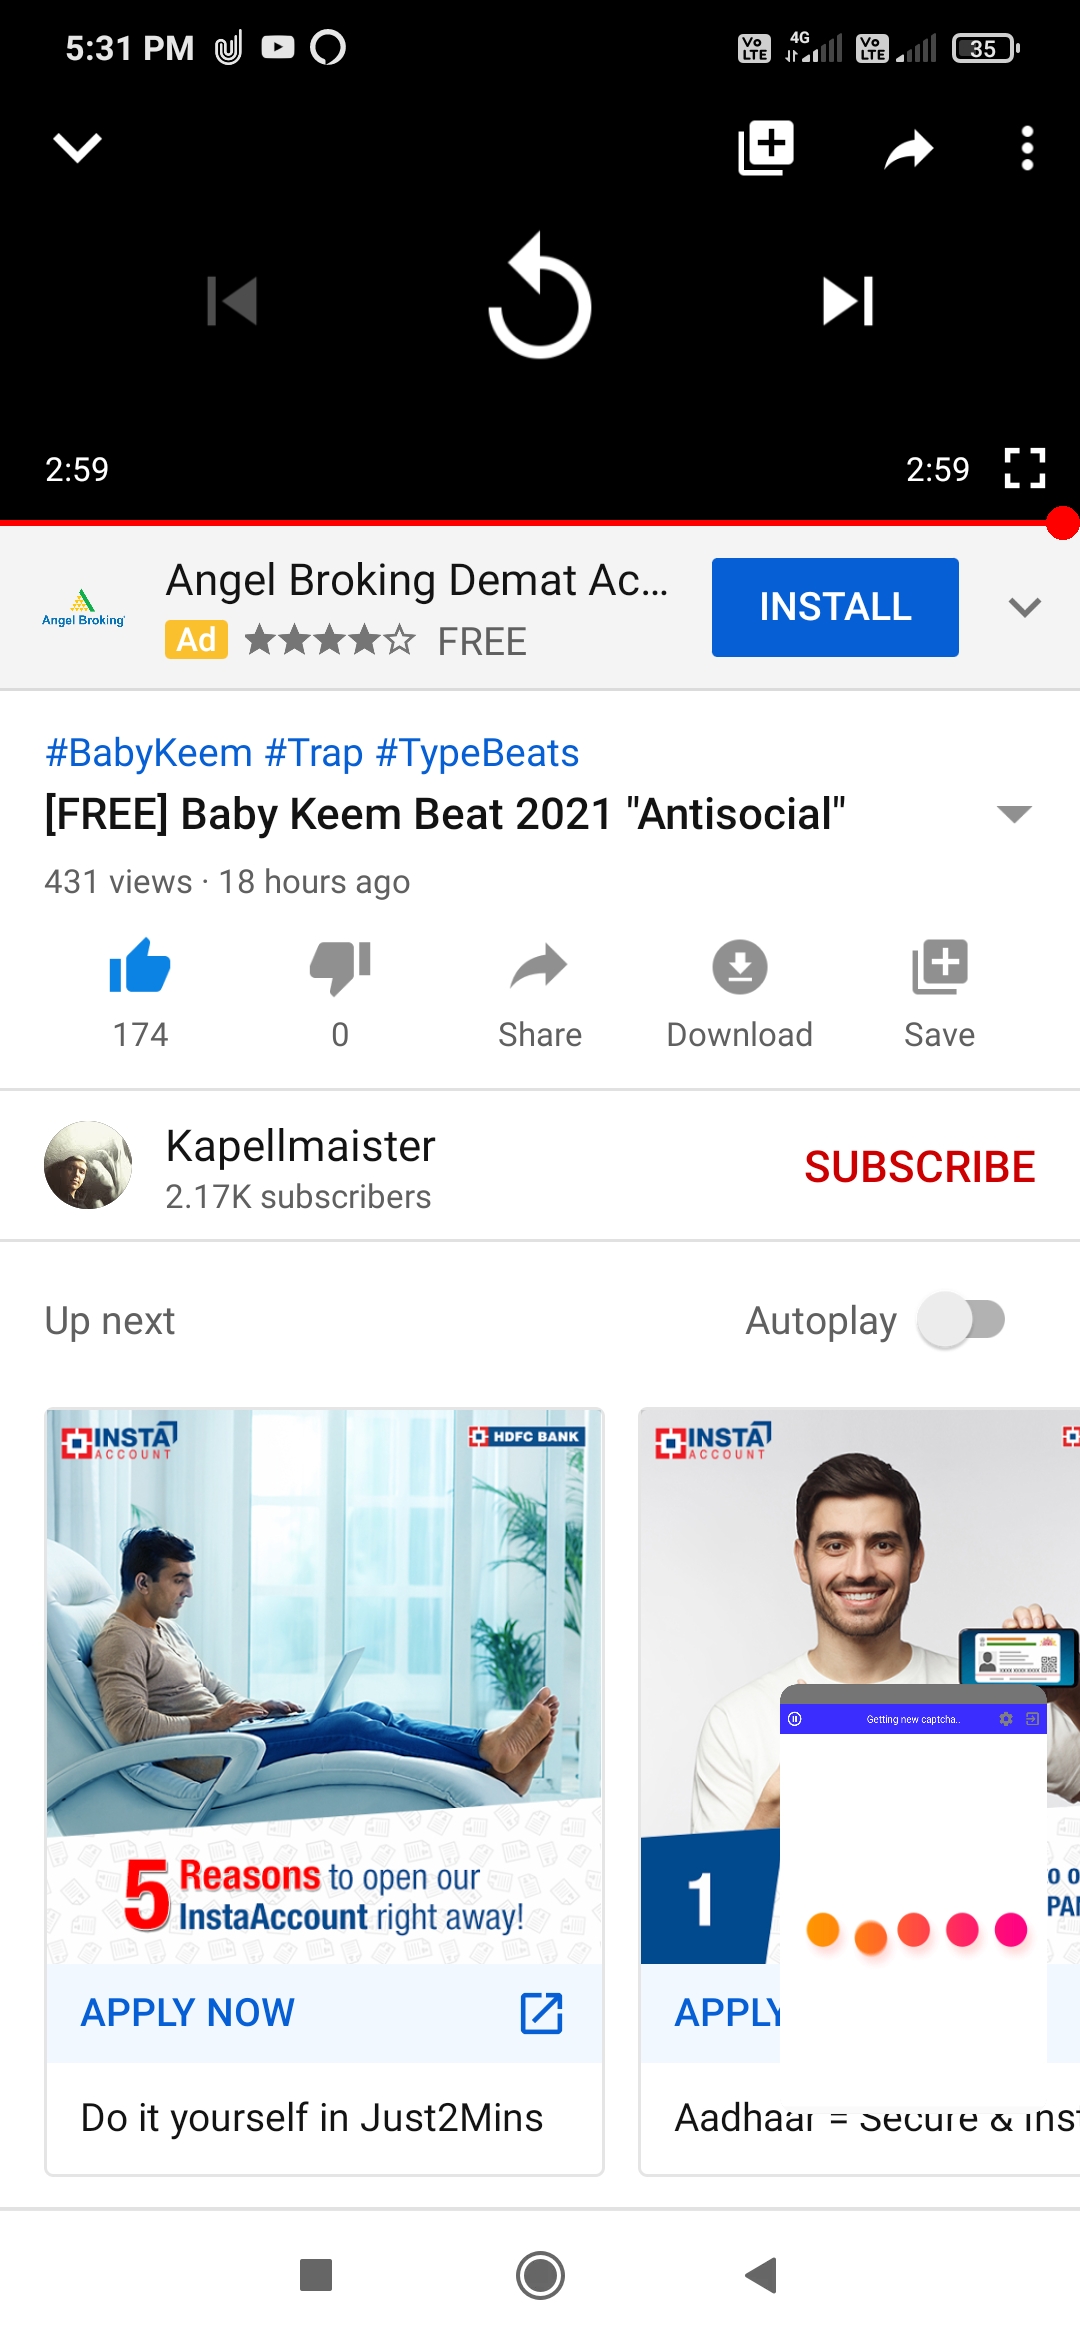 5:31 PM
Vo LTE 4G Vo LTE 35
2:59 2:59
Angel Broking
Angel Broking Demat Ac...
Ad FREE
INSTALL
#BabyKeem #Trap #TypeBeats
[FREE] Baby Keem Beat 2021 "Antisocial"
431 views · 18 hours ago
174 0 Share Download Save
Kapellmaister
2.17K subscribers
SUBSCRIBE
Up next Autoplay
INSTA
ACCOUNT
HDFC BANK
5 Reasons to open our
InstaAccount right away!
APPLY NOW
Do it yourself in Just2Mins
INSTA
ACCOUNT
Getting new captcha..
1
APPLY
Aadhaar = Secure & Inst